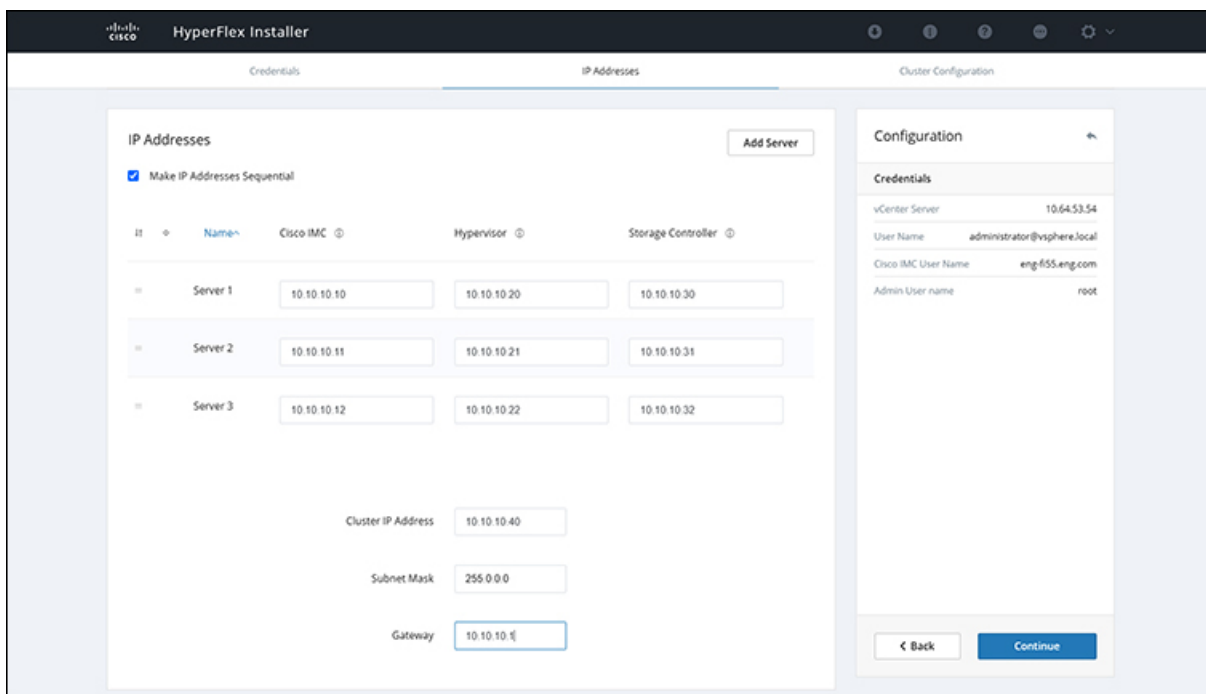 cisco HyperFlex Installer
Credentials IP Addresses Cluster Configuration
IP Addresses Add Server
Make IP Addresses Sequential
Name Cisco IMC Hypervisor Storage Controller
Server 1 10.10.10.10 10.10.10.20 10.10.10.30
Server 2 10.10.10.11 10.10.10.21 10.10.10.31
Server 3 10.10.10.12 10.10.10.22 10.10.10.32
Cluster IP Address 10.10.10.40
Subnet Mask 255.0.0.0
Gateway 10.10.10.1
Configuration
Credentials
vCenter Server 10.64.53.54
User Name administrator@vsphere.local
Cisco IMC User Name eng-fi55.eng.com
Admin User name root
< Back Continue